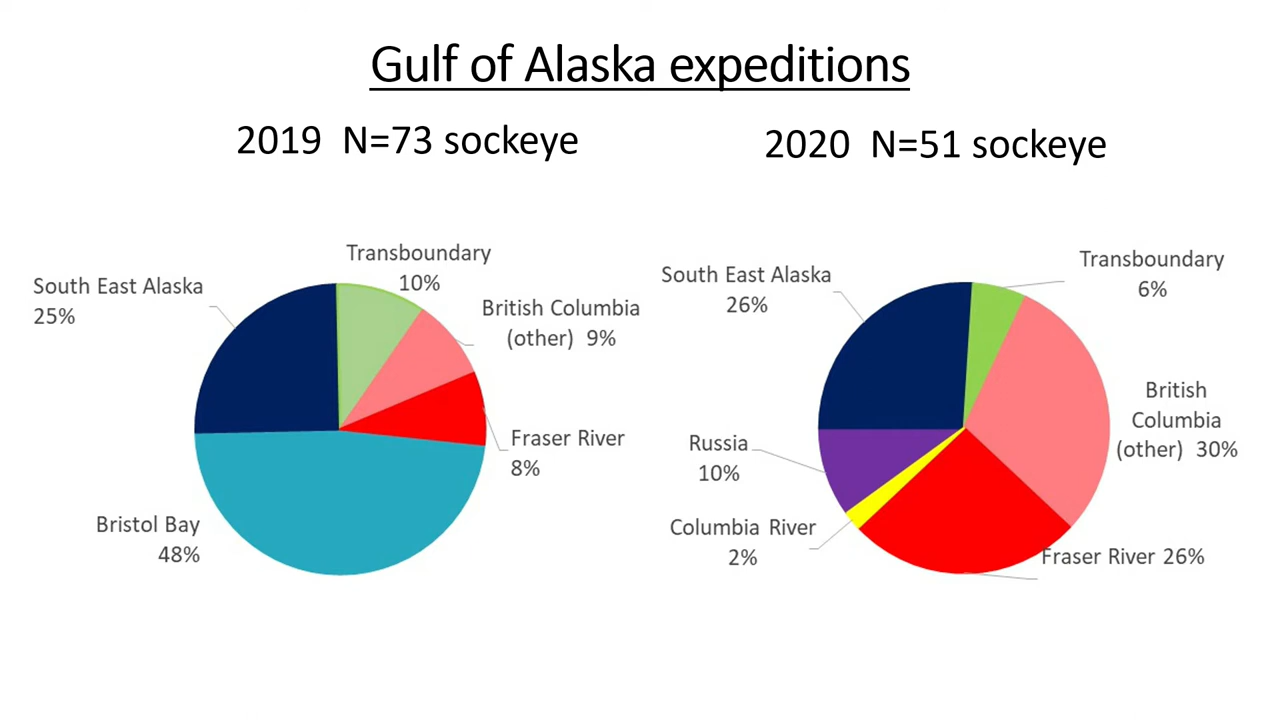 Gulf of Alaska expeditions
2019 N=73 sockeye
Transboundary
10%
South East Alaska
25%
British Columbia
(other) 9%
Fraser River
8%
Bristol Bay
48%
2020 N=51 sockeye
Transboundary
6%
South East Alaska
26%
British
Columbia
(other) 30%
Russia
10%
Columbia River
2%
Fraser River 26%